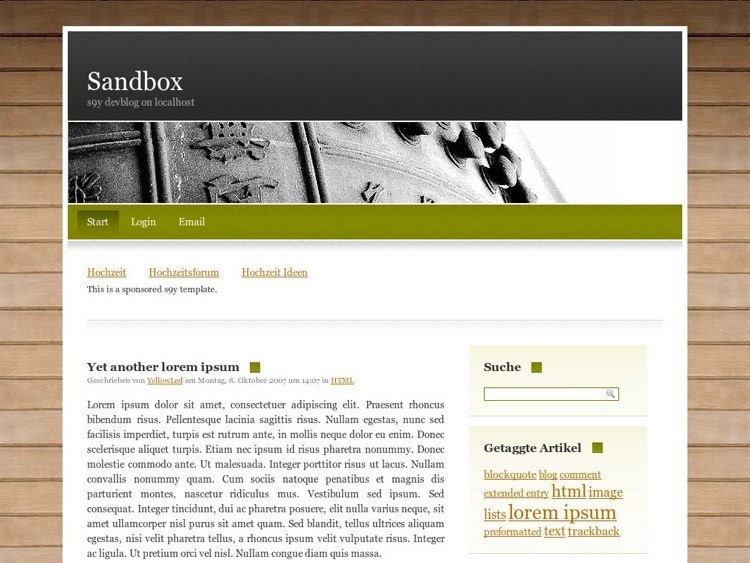 Sandbox
s9y devblog on localhost
Start Login Email
Hochzeit Hochzeitsforum Hochzeit Ideen
This is a sponsored s9y template.
Yet another lorem ipsum
Geschrieben von YellowLed am Montag, 8. Oktober 2007 um 14:07 in HTML
Lorem ipsum dolor sit amet, consectetuer adipiscing elit. Praesent rhoncus
bibendum risus. Pellentesque lacinia sagittis risus. Nullam egestas, nunc sed
facilisis imperdiet, turpis est rutrum ante, in mollis neque dolor eu enim. Donec
scelerisque aliquet turpis. Etiam nec ipsum id risus pharetra nonummy. Donec
molestie commodo ante. Ut malesuada. Integer porttitor risus ut lacus. Nullam
convallis nonummy quam. Cum sociis natoque penatibus et magnis dis
parturient montes, nascetur ridiculus mus. Vestibulum sed ipsum. Sed
consequat. Integer tincidunt, dui ac pharetra posuere, elit nulla varius neque, sit
amet ullamcorper nisl purus sit amet quam. Sed blandit, tellus ultrices aliquam
egestas, nisi velit pharetra tellus, a rhoncus ipsum velit vulputate risus. Integer
ac ligula. Ut pretium orci vel nisl. Nullam congue diam quis massa.
Suche
Getaggte Artikel
blockquote blog comment
extended entry html image
lists lorem ipsum
preformatted text trackback